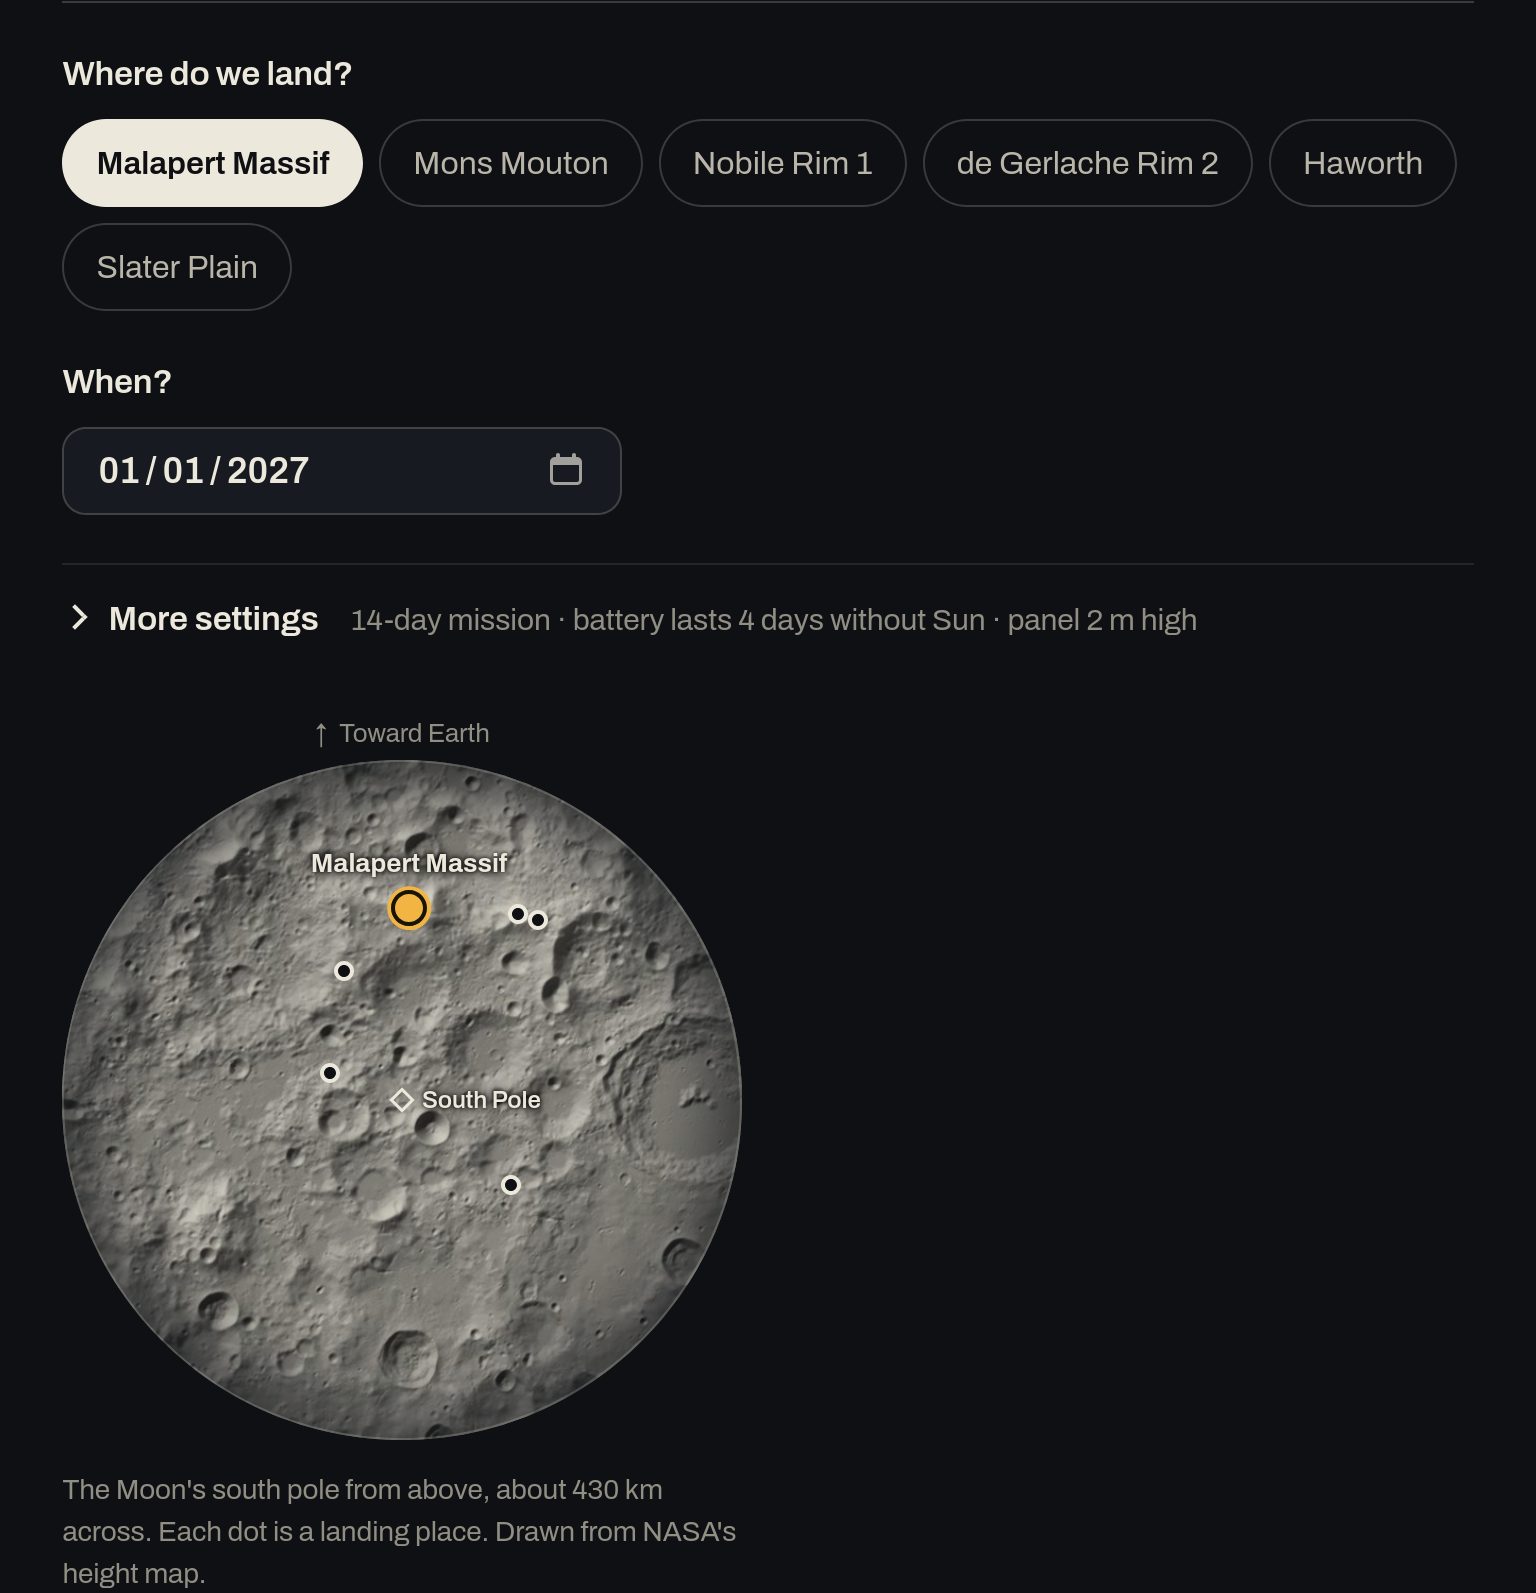 Where do we land?
Malapert Massif
Mons Mouton
Nobile Rim 1
de Gerlache Rim 2
Haworth
Slater Plain
When?
01/01/2027
More settings
14-day mission · battery lasts 4 days without Sun · panel 2 m high
↑ Toward Earth
Malapert Massif
South Pole
The Moon's south pole from above, about 430 km
across. Each dot is a landing place. Drawn from NASA's
height map.